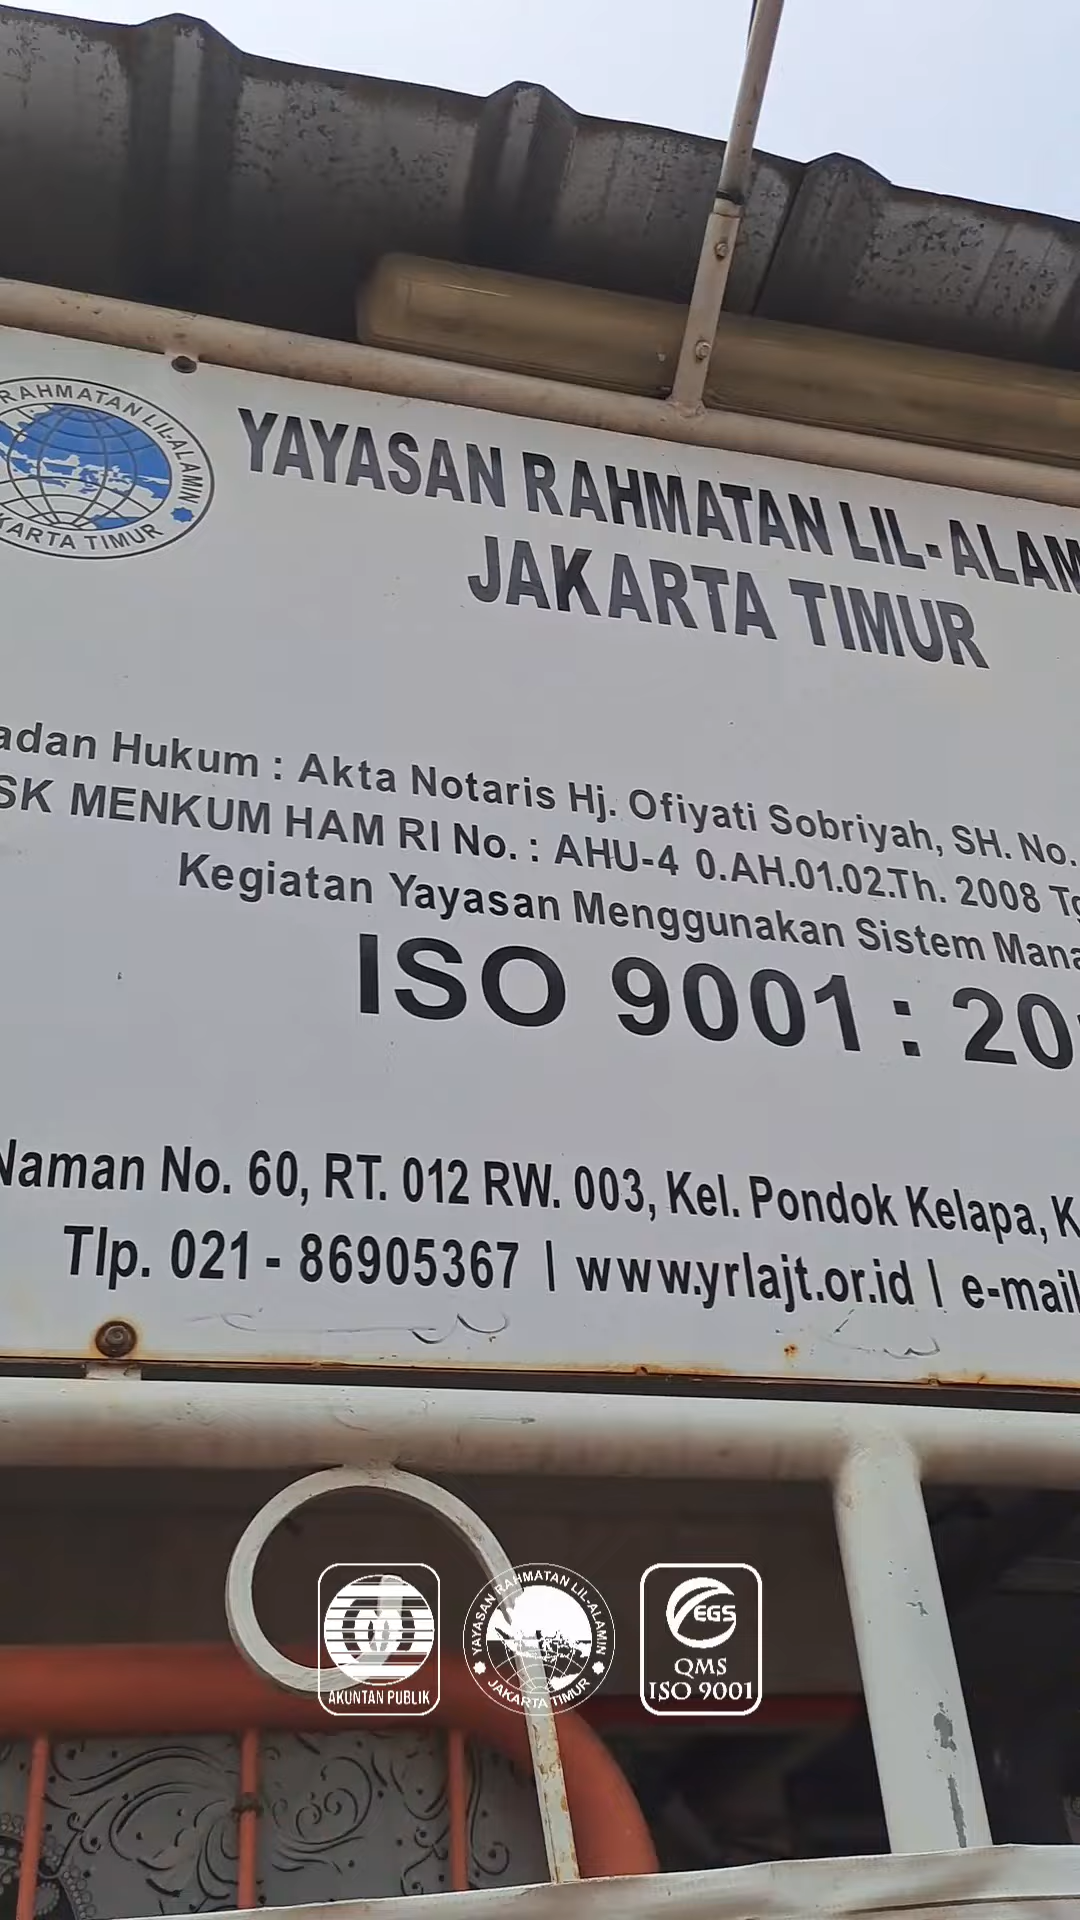 RAHMATAN LIL-ALAMIN
JAKARTA TIMUR
YAYASAN RAHMATAN LIL-ALAM
JAKARTA TIMUR
adan Hukum : Akta Notaris Hj. Ofiyati Sobriyah, SH. No.
SK MENKUM HAM RI No. : AHU-4 0.AH.01.02.Th. 2008 Tg
Kegiatan Yayasan Menggunakan Sistem Mana
ISO 9001 : 20
Naman No. 60, RT. 012 RW. 003, Kel. Pondok Kelapa, K
Tlp. 021 - 86905367 | www.yrlajt.or.id | e-mail
AKUNTAN PUBLIK
YAYASAN RAHMATAN LIL-ALAMIN
JAKARTA TIMUR
EGS
QMS
ISO 9001